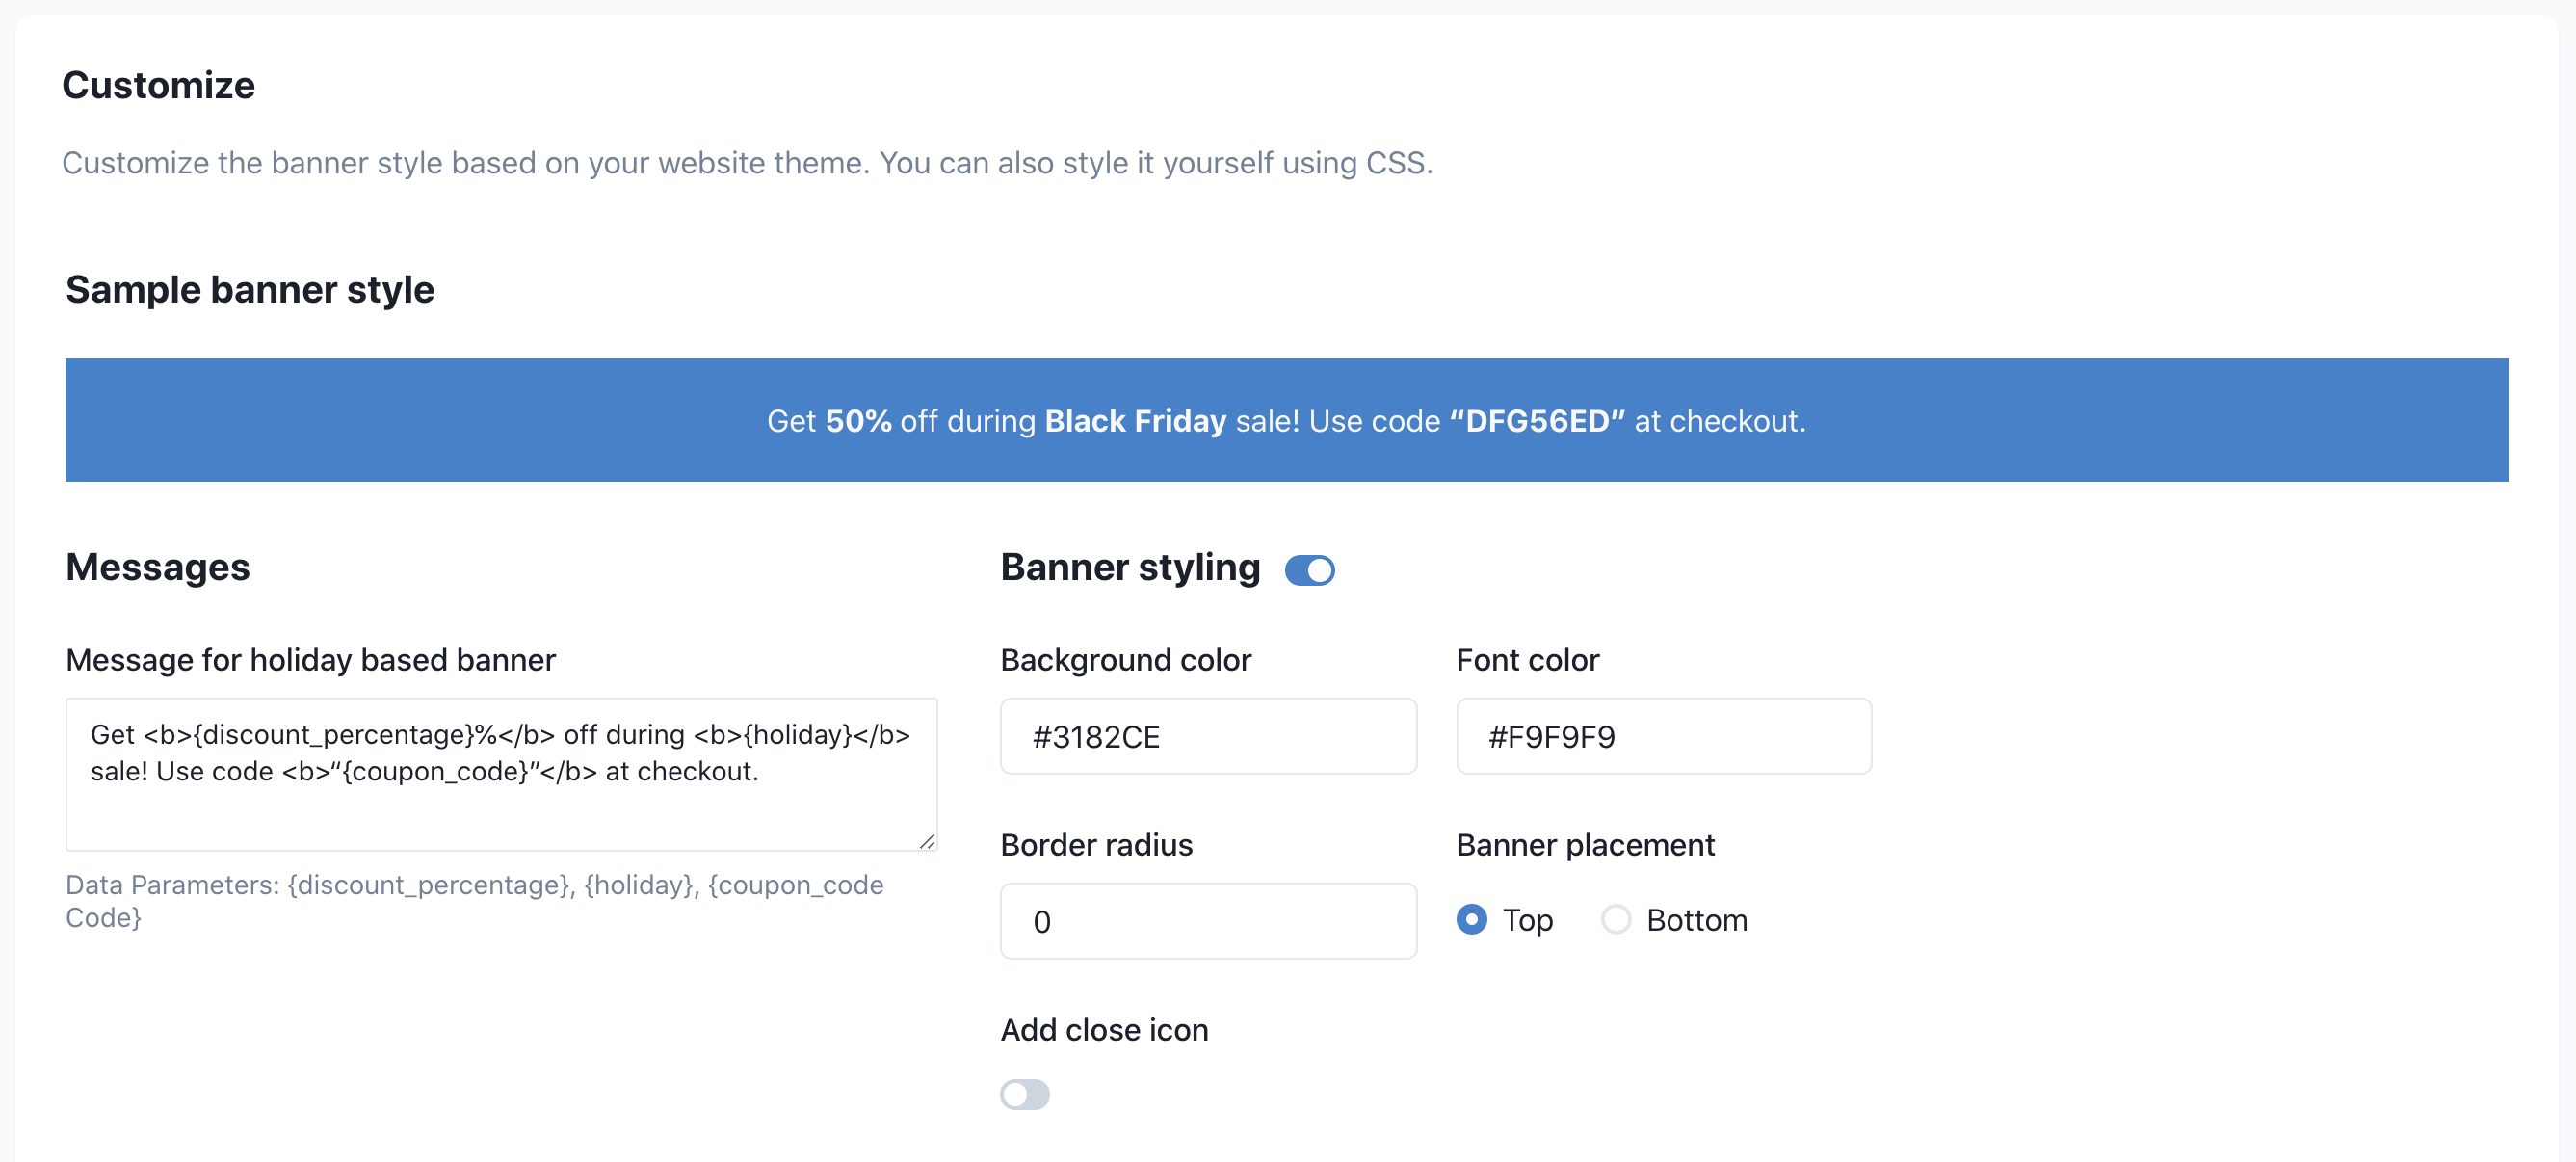 Customize
Customize the banner style based on your website theme. You can also style it yourself using CSS.
Sample banner style
Get 50% off during Black Friday sale! Use code “DFG56ED” at checkout.
Messages
Message for holiday based banner
Get <b>{discount_percentage}%</b> off during <b>{holiday}</b>
sale! Use code <b>“{coupon_code}”</b> at checkout.
Data Parameters: {discount_percentage}, {holiday}, {coupon_code
Code}
Banner styling
Background color
#3182CE
Font color
#F9F9F9
Border radius
0
Banner placement
Top
Bottom
Add close icon